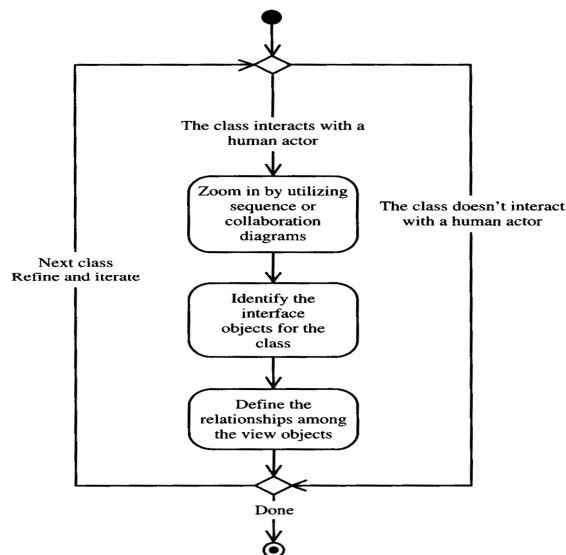 The class interacts with a
human actor
Zoom in by utilizing
sequence or
collaboration
diagrams
The class doesn't interact
with a human actor
Next class
Refine and iterate
Identify the
interface
objects for the
class
Define the
relationships among
the view objects
Done